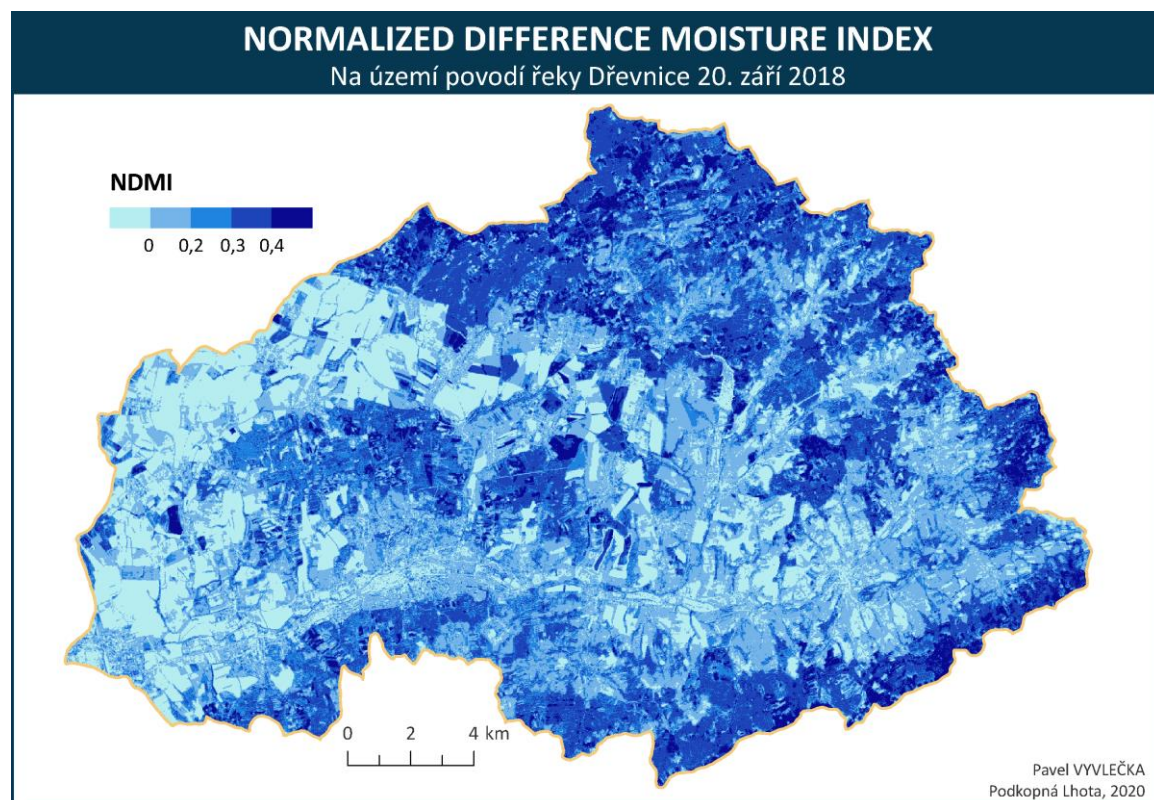 NORMALIZED DIFFERENCE MOISTURE INDEX
Na území povodí řeky Dřevnice 20. září 2018
NDMI
0 0,2 0,3 0,4
0 2 4 km
Pavel VYVLEČKA
Podkopná Lhota, 2020